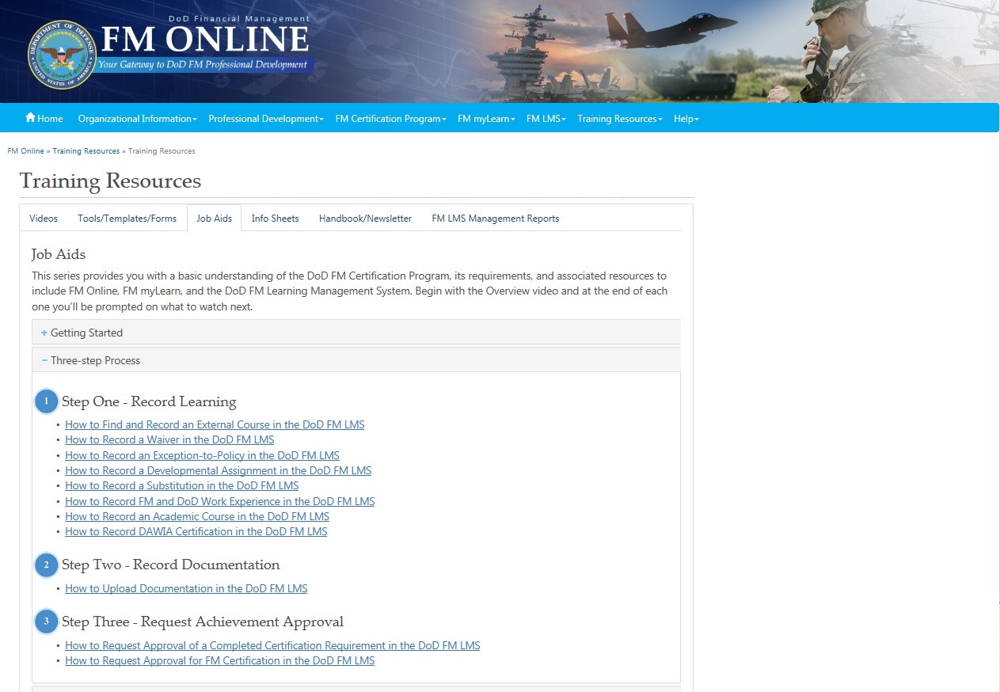 DoD Financial Management
FM ONLINE
Your Gateway to DoD FM Professional Development
DEPARTMENT OF DEFENSE
UNITED STATES OF AMERICA
Home Organizational Information Professional Development FM Certification Program FM myLearn FM LMS Training Resources Help
FM Online » Training Resources » Training Resources
Training Resources
Videos Tools/Templates/Forms Job Aids Info Sheets Handbook/Newsletter FM LMS Management Reports
Job Aids
This series provides you with a basic understanding of the DoD FM Certification Program, its requirements, and associated resources to
include FM Online, FM myLearn, and the DoD FM Learning Management System. Begin with the Overview video and at the end of each
one you'll be prompted on what to watch next.
+ Getting Started
− Three-step Process
1 Step One - Record Learning
• How to Find and Record an External Course in the DoD FM LMS
• How to Record a Waiver in the DoD FM LMS
• How to Record an Exception-to-Policy in the DoD FM LMS
• How to Record a Developmental Assignment in the DoD FM LMS
• How to Record a Substitution in the DoD FM LMS
• How to Record FM and DoD Work Experience in the DoD FM LMS
• How to Record an Academic Course in the DoD FM LMS
• How to Record DAWIA Certification in the DoD FM LMS
2 Step Two - Record Documentation
• How to Upload Documentation in the DoD FM LMS
3 Step Three - Request Achievement Approval
• How to Request Approval of a Completed Certification Requirement in the DoD FM LMS
• How to Request Approval for FM Certification in the DoD FM LMS